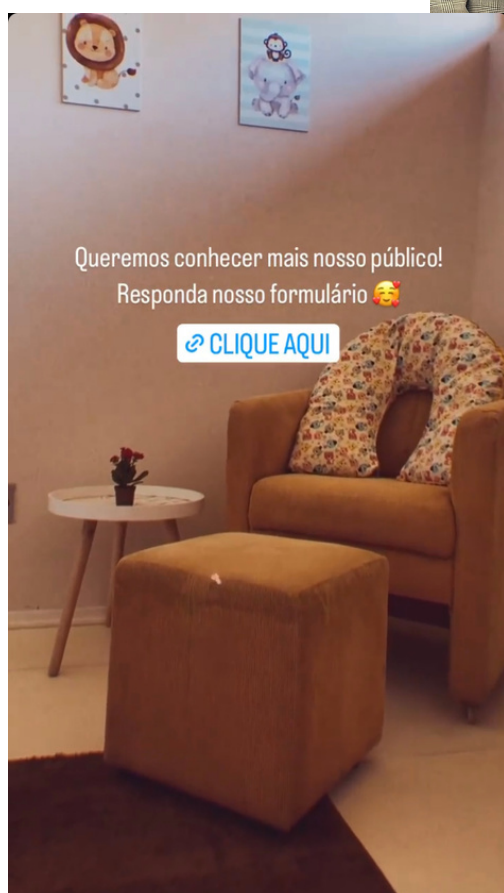 Queremos conhecer mais nosso público!
Responda nosso formulário 🥰
CLIQUE AQUI